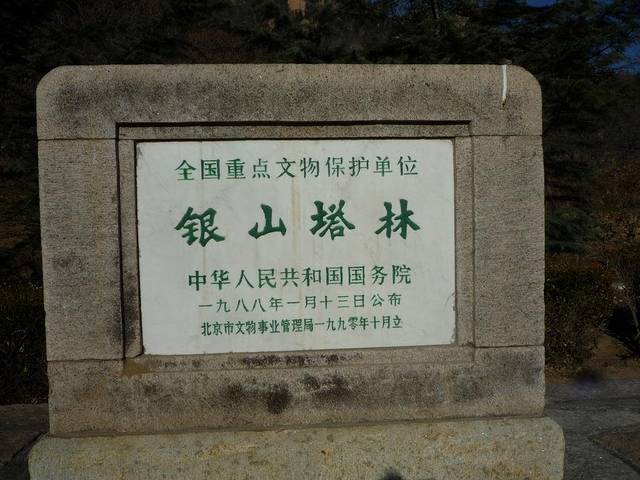 全国重点文物保护单位
银山塔林
中华人民共和国国务院
一九八八年一月十三日公布
北京市文物事业管理局一九九零年十月立